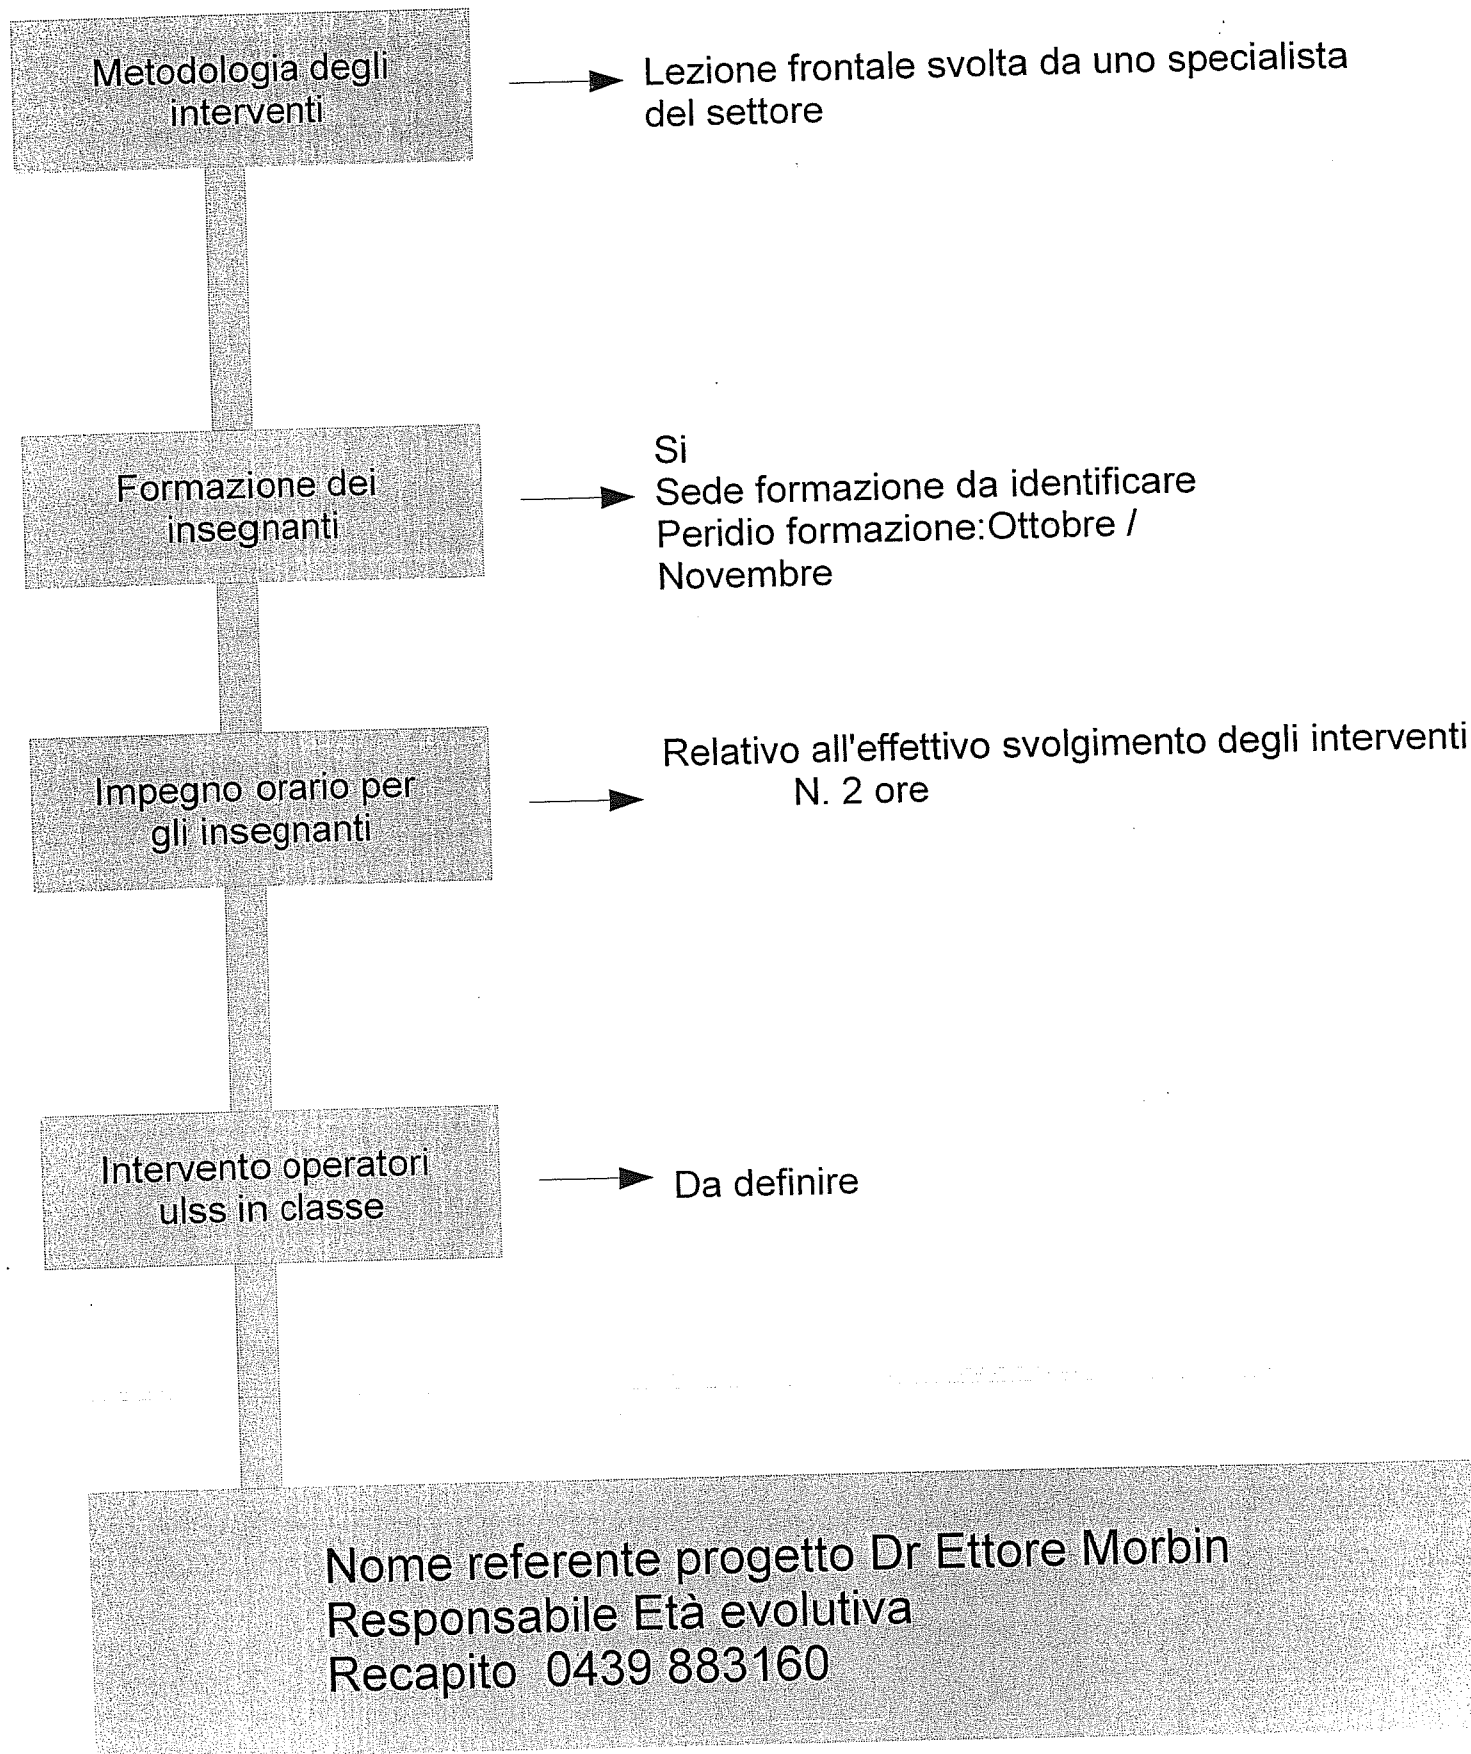 Metodologia degli
interventi
Lezione frontale svolta da uno specialista
del settore
Formazione dei
insegnanti
Si
Sede formazione da identificare
Peridio formazione:Ottobre /
Novembre
Impegno orario per
gli insegnanti
Relativo all'effettivo svolgimento degli interventi
N. 2 ore
Intervento operatori
ulss in classe
Da definire
Nome referente progetto Dr Ettore Morbin
Responsabile Età evolutiva
Recapito 0439 883160